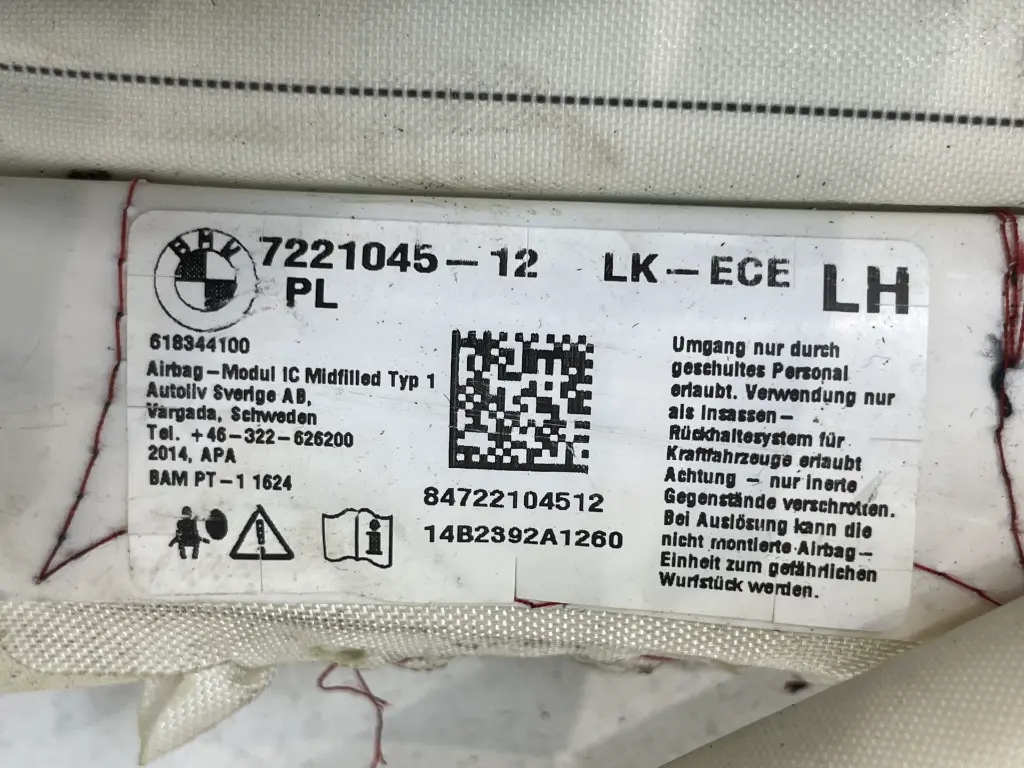 BMW
7221045-12 LK-ECE LH
PL
618344100
Airbag-Modul IC Midfilled Typ 1
Autoliv Sverige AB,
Vargada, Schweden
Tel. +46-322-626200
2014, APA
BAM PT-1 1624
84722104512
14B2392A1260
Umgang nur durch
geschultes Personal
erlaubt. Verwendung nur
als Insassen-
Rückhaltesystem für
Kraftfahrzeuge erlaubt
Achtung - nur inerte
Gegenstände verschrotten.
Bei Auslösung kann die
nicht montierte Airbag-
Einheit zum gefährlichen
Wurfstück werden.